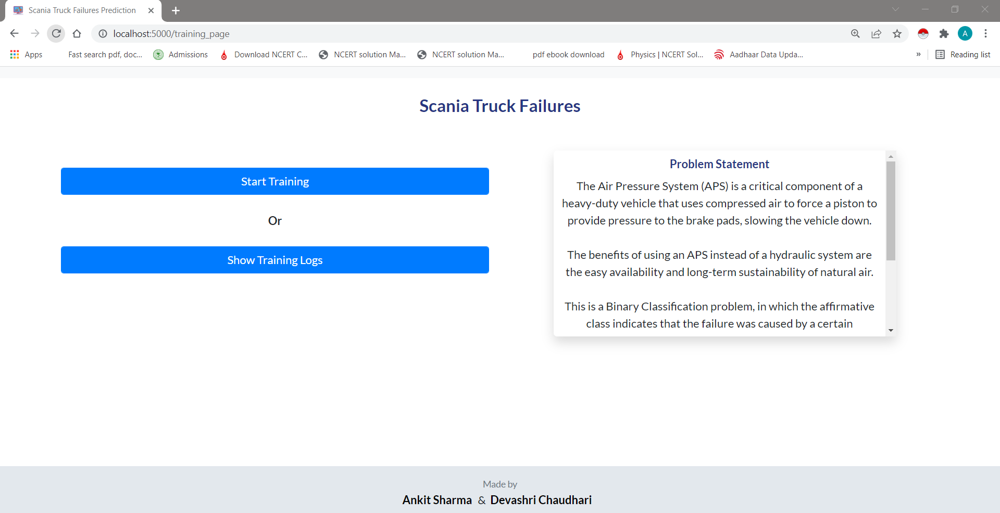 Scania Truck Failures Prediction
localhost:5000/training_page
A
Apps Fast search pdf, doc... Admissions Download NCERT C... NCERT solution Ma... NCERT solution Ma... pdf ebook download Physics | NCERT Sol... Aadhaar Data Upda... » Reading list
Scania Truck Failures
Start Training
Or
Show Training Logs
Problem Statement
The Air Pressure System (APS) is a critical component of a
heavy-duty vehicle that uses compressed air to force a piston to
provide pressure to the brake pads, slowing the vehicle down.
The benefits of using an APS instead of a hydraulic system are
the easy availability and long-term sustainability of natural air.
This is a Binary Classification problem, in which the affirmative
class indicates that the failure was caused by a certain
Made by
Ankit Sharma & Devashri Chaudhari